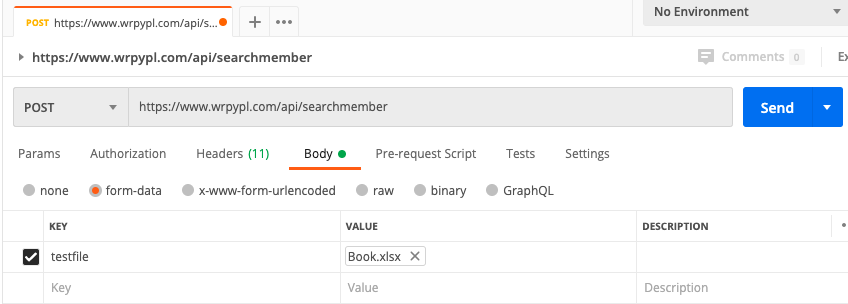 POST https://www.wrpypl.com/api/s...
No Environment
https://www.wrpypl.com/api/searchmember
Comments 0
Ex
POST https://www.wrpypl.com/api/searchmember Send
Params Authorization Headers (11) Body Pre-request Script Tests Settings
none form-data x-www-form-urlencoded raw binary GraphQL
KEY VALUE DESCRIPTION
testfile Book.xlsx
Key Value Description